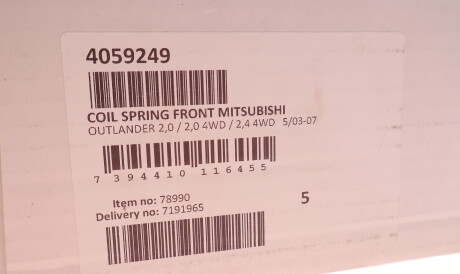 4059249
COIL SPRING FRONT MITSUBISHI
OUTLANDER 2,0 / 2,0 4WD / 2,4 4WD 5/03-07
7 394410 116455
Item no: 78990
Delivery no: 7191965
5